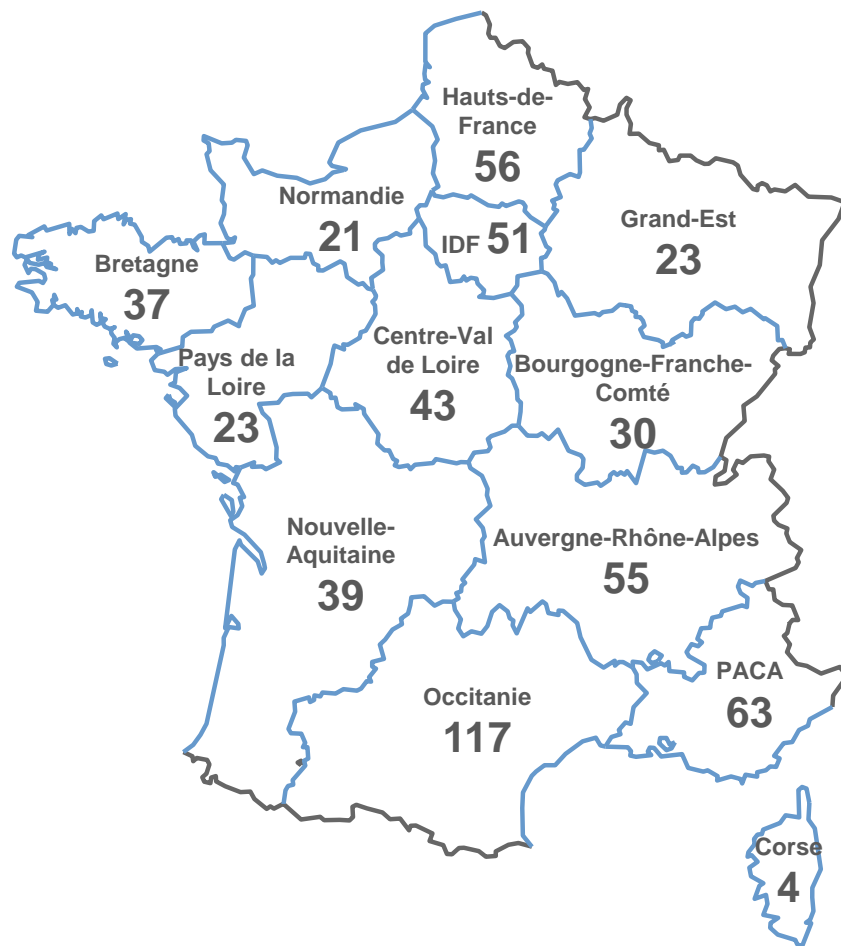 Hauts-de-
France
56
Normandie
21
IDF 51
Grand-Est
23
Bretagne
37
Pays de la
Loire
23
Centre-Val
de Loire
43
Bourgogne-Franche-
Comté
30
Nouvelle-
Aquitaine
39
Auvergne-Rhône-Alpes
55
Occitanie
117
PACA
63
Corse
4